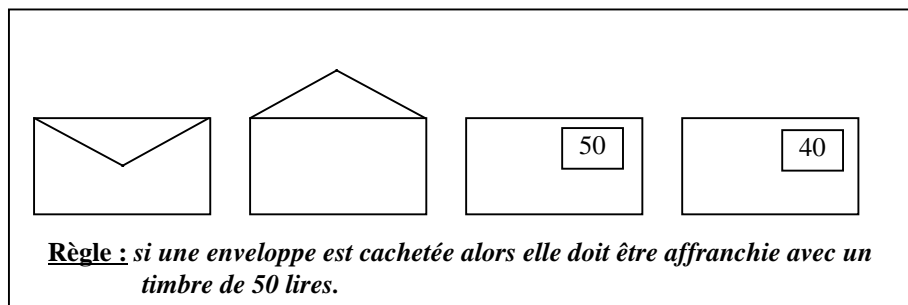 50
40
Règle : si une enveloppe est cachetée alors elle doit être affranchie avec un
timbre de 50 lires.